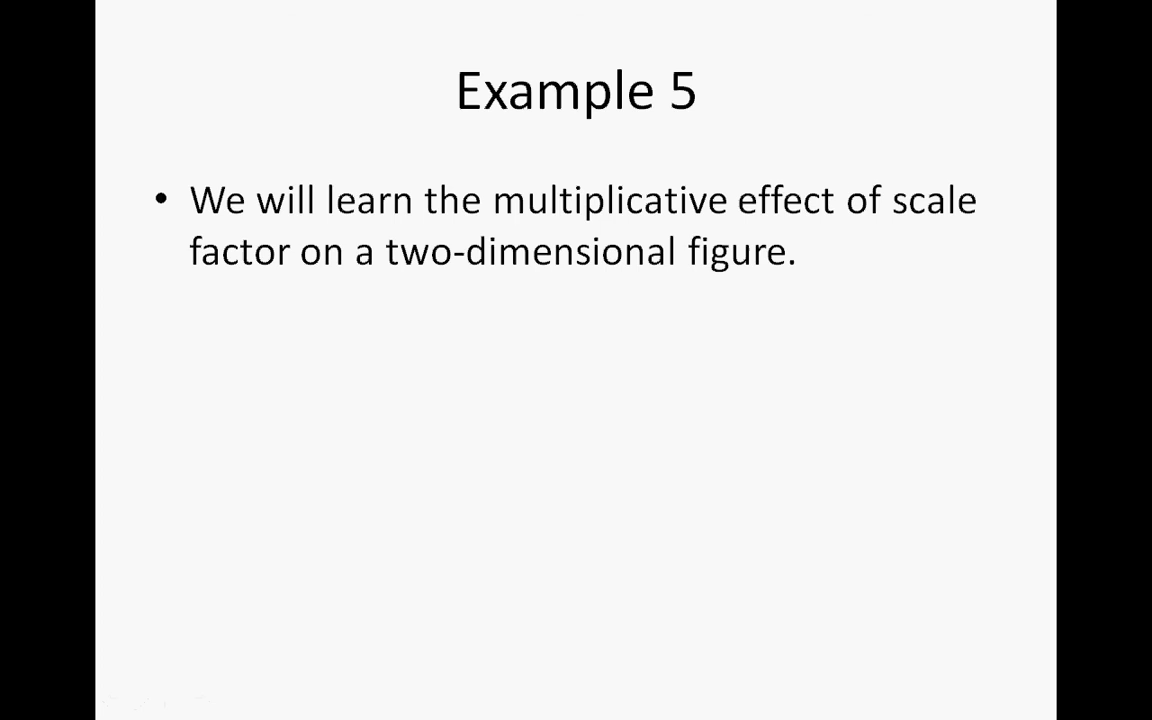 Example 5
• We will learn the multiplicative effect of scale
factor on a two-dimensional figure.